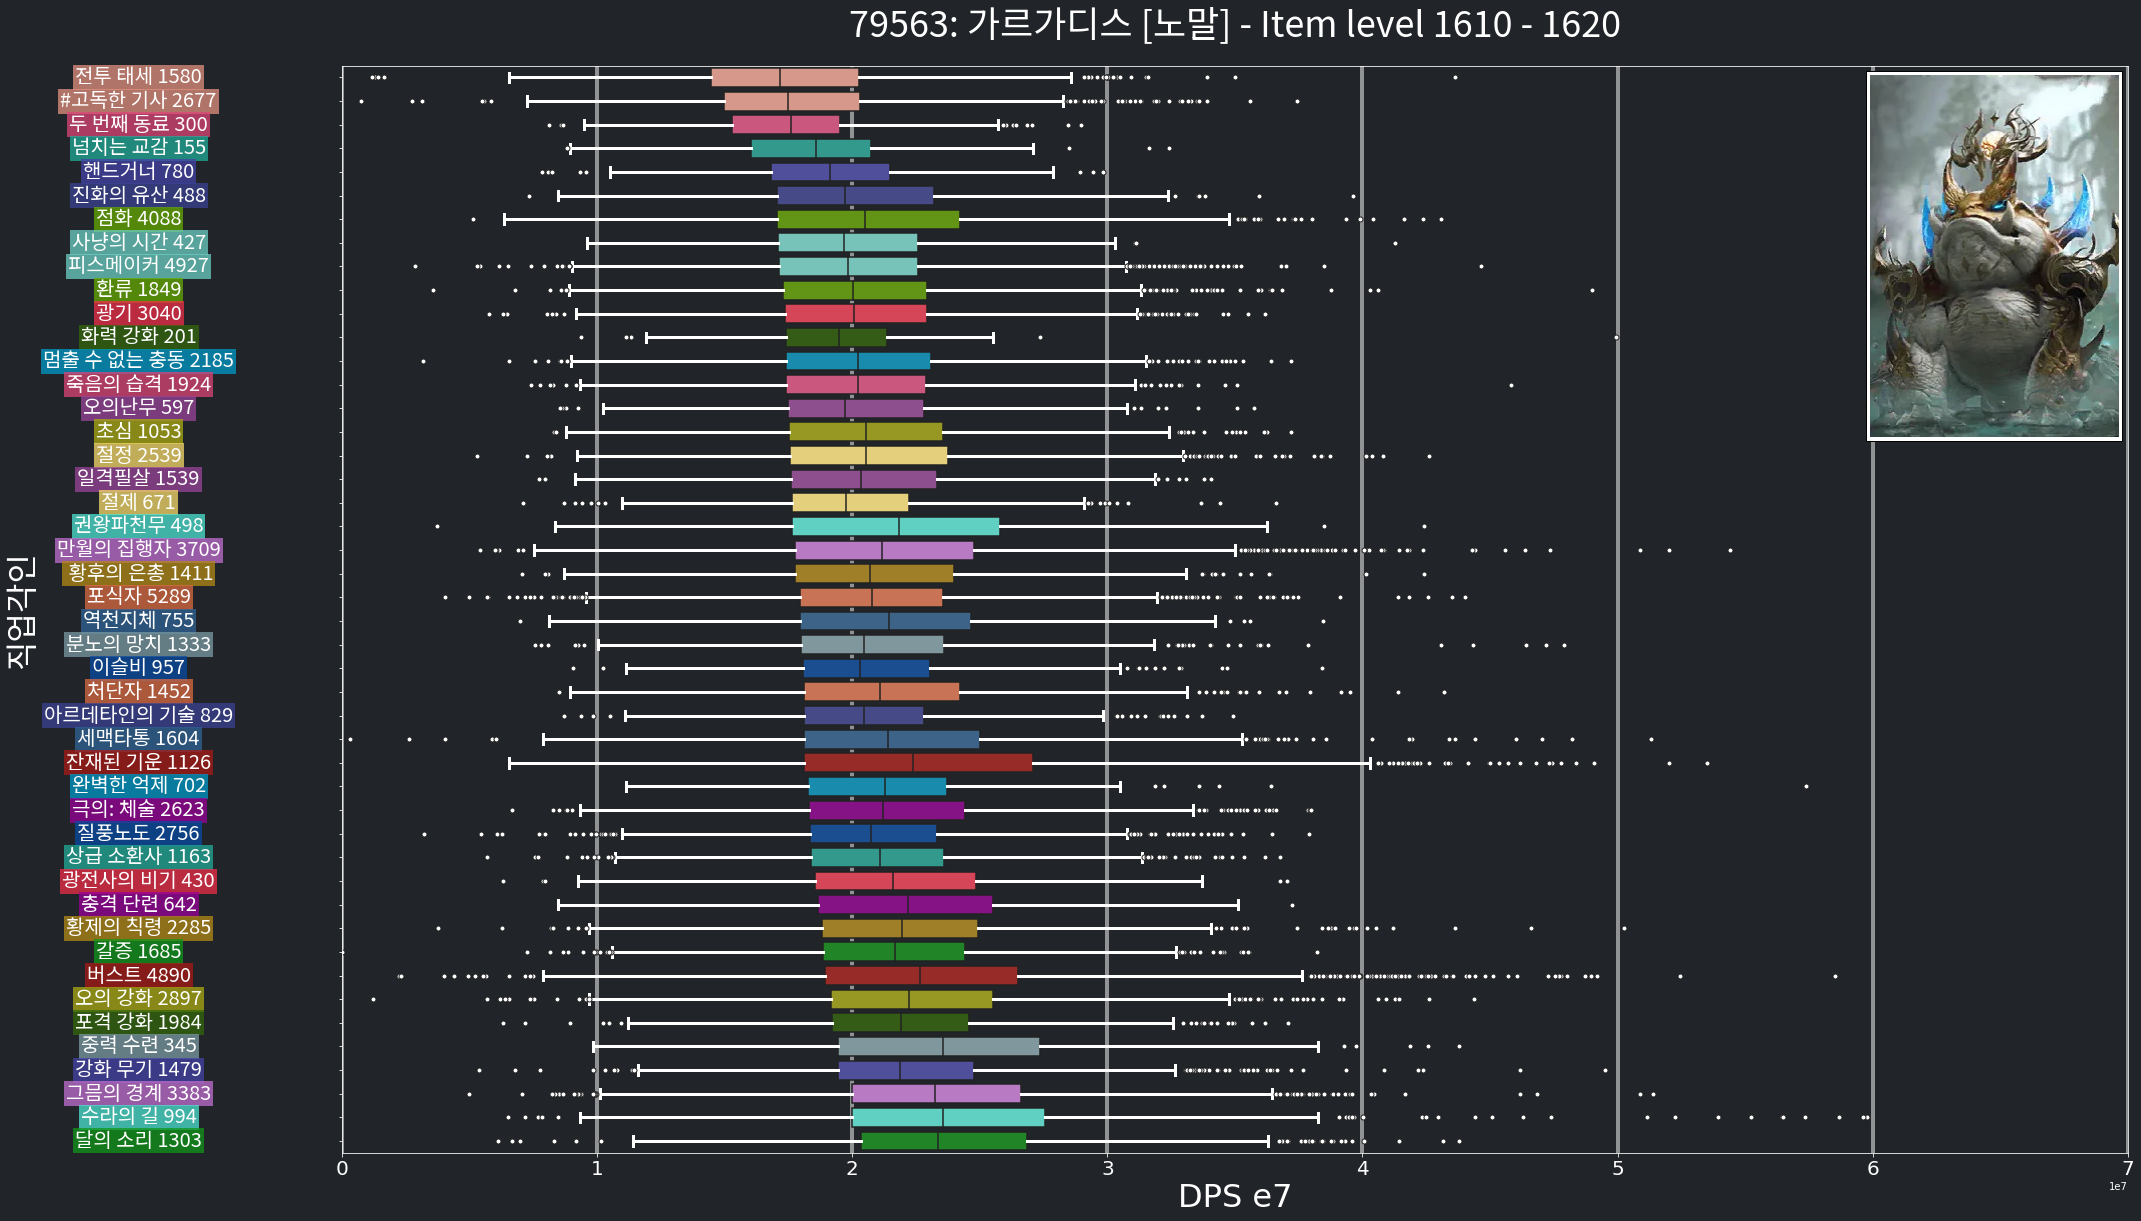 79563: 가르가디스 [노말] - Item level 1610 - 1620
전투 태세 1580
#고독한 기사 2677
두 번째 동료 300
넘치는 교감 155
핸드거너 780
진화의 유산 488
점화 4088
사냥의 시간 427
피스메이커 4927
환류 1849
광기 3040
화력 강화 201
멈출 수 없는 충동 2185
죽음의 습격 1924
오의난무 597
초심 1053
절정 2539
일격필살 1539
절제 671
권왕파천무 498
만월의 집행자 3709
황후의 은총 1411
포식자 5289
역천지체 755
분노의 망치 1333
이슬비 957
처단자 1452
아르데타인의 기술 829
세맥타통 1604
잔재된 기운 1126
완벽한 억제 702
극의: 체술 2623
질풍노도 2756
상급 소환사 1163
광전사의 비기 430
충격 단련 642
황제의 칙령 2285
갈증 1685
버스트 4890
오의 강화 2897
포격 강화 1984
중력 수련 345
강화 무기 1479
그믐의 경계 3383
수라의 길 994
달의 소리 1303
직업각인
0 1 2 3 4 5 6 7
1e7
DPS e7